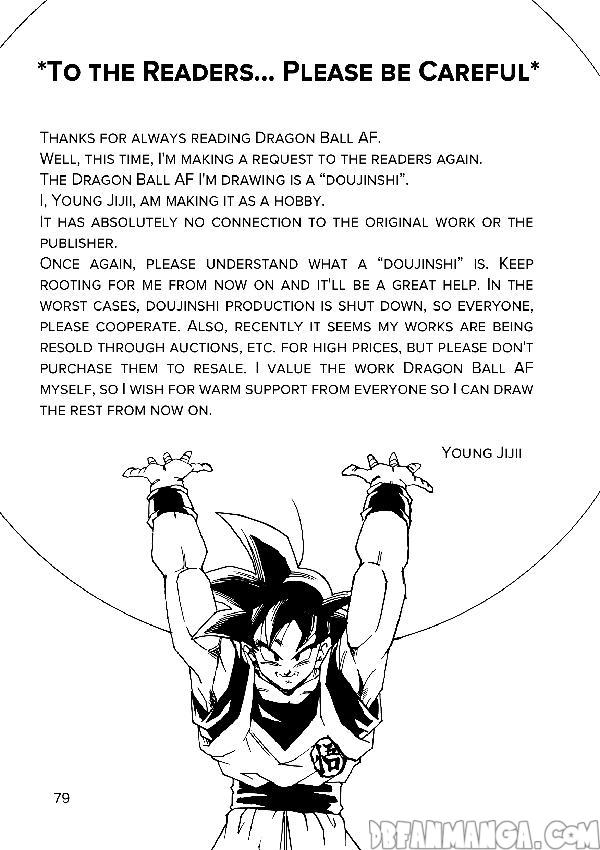 *To the Readers... Please be Careful*
Thanks for always reading Dragon Ball AF.
Well, this time, I'm making a request to the readers again.
The Dragon Ball AF I'm drawing is a “doujinshi”.
I, Young Jijii, am making it as a hobby.
It has absolutely no connection to the original work or the
publisher.
Once again, please understand what a “doujinshi” is. Keep
rooting for me from now on and it'll be a great help. In the
worst cases, doujinshi production is shut down, so everyone,
please cooperate. Also, recently it seems my works are being
resold through auctions, etc. for high prices, but please don't
purchase them to resale. I value the work Dragon Ball AF
myself, so I wish for warm support from everyone so I can draw
the rest from now on.
Young Jijii
悟
79
DBFANMANGA.COM